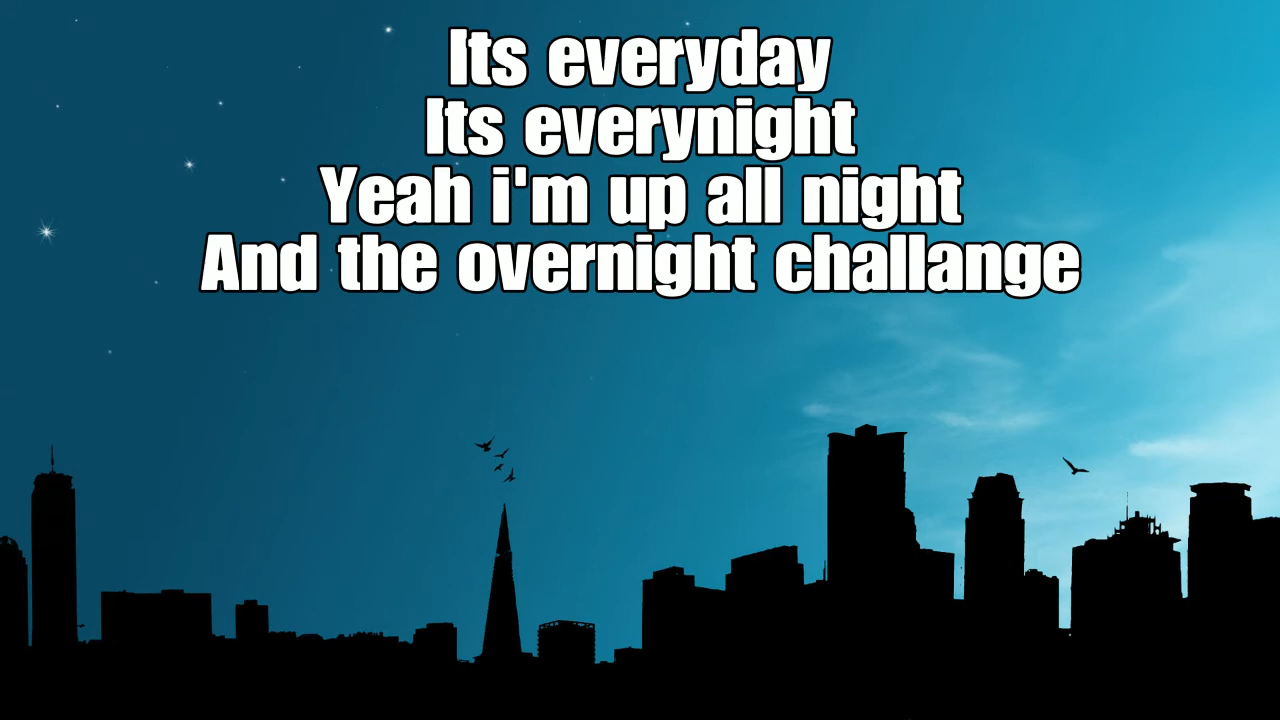 Its everyday
Its everynight
Yeah i'm up all night
And the overnight challange